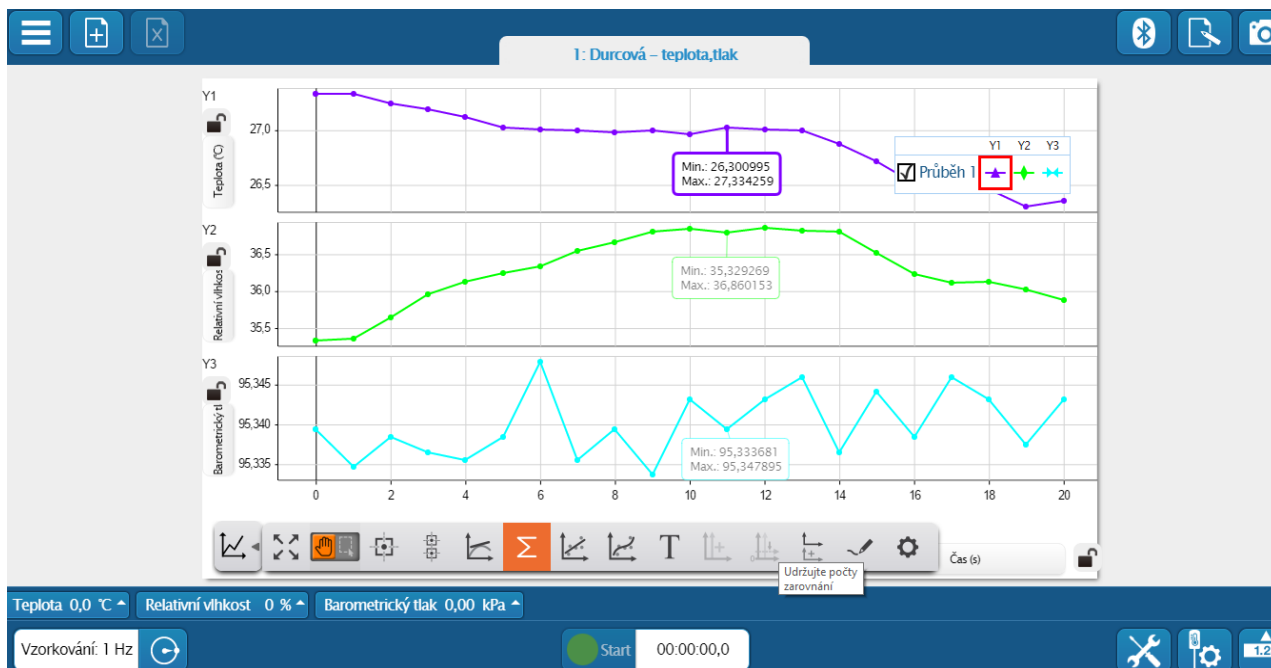 1: Durcová – teplota,tlak
Y1
Teplota (℃)
27,0
26,5
Min.: 26,300995
Max.: 27,334259
Y1 Y2 Y3
Průběh 1
Y2
Relativní vlhkos
36,5
36,0
35,5
Min.: 35,329269
Max.: 36,860153
Y3
Barometrický tl
95,345
95,340
95,335
Min.: 95,333681
Max.: 95,347895
0 2 4 6 8 10 12 14 16 18 20
Σ T
Čas (s)
Udržujte počty
zarovnání
Teplota 0,0 ℃ Relativní vlhkost 0 % Barometrický tlak 0,00 kPa
Vzorkování: 1 Hz Start 00:00:00,0 1.2